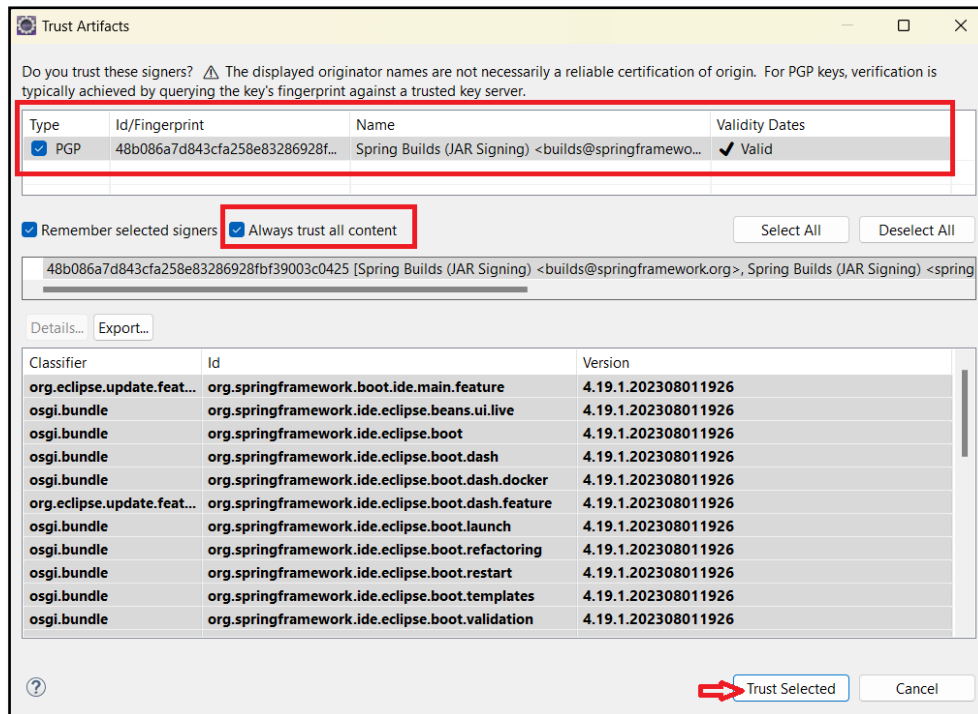 Trust Artifacts
Do you trust these signers? ⚠ The displayed originator names are not necessarily a reliable certification of origin. For PGP keys, verification is
typically achieved by querying the key's fingerprint against a trusted key server.
Type Id/Fingerprint Name Validity Dates
PGP 48b086a7d843cfa258e83286928f... Spring Builds (JAR Signing) <builds@springframewo... ✔ Valid
Remember selected signers Always trust all content Select All Deselect All
48b086a7d843cfa258e83286928fbf39003c0425 [Spring Builds (JAR Signing) <builds@springframework.org>, Spring Builds (JAR Signing) <spring
Details... Export...
Classifier Id Version
org.eclipse.update.feat... org.springframework.boot.ide.main.feature 4.19.1.202308011926
osgi.bundle org.springframework.ide.eclipse.beans.ui.live 4.19.1.202308011926
osgi.bundle org.springframework.ide.eclipse.boot 4.19.1.202308011926
osgi.bundle org.springframework.ide.eclipse.boot.dash 4.19.1.202308011926
osgi.bundle org.springframework.ide.eclipse.boot.dash.docker 4.19.1.202308011926
org.eclipse.update.feat... org.springframework.ide.eclipse.boot.dash.feature 4.19.1.202308011926
osgi.bundle org.springframework.ide.eclipse.boot.launch 4.19.1.202308011926
osgi.bundle org.springframework.ide.eclipse.boot.refactoring 4.19.1.202308011926
osgi.bundle org.springframework.ide.eclipse.boot.restart 4.19.1.202308011926
osgi.bundle org.springframework.ide.eclipse.boot.templates 4.19.1.202308011926
osgi.bundle org.springframework.ide.eclipse.boot.validation 4.19.1.202308011926
? Trust Selected Cancel